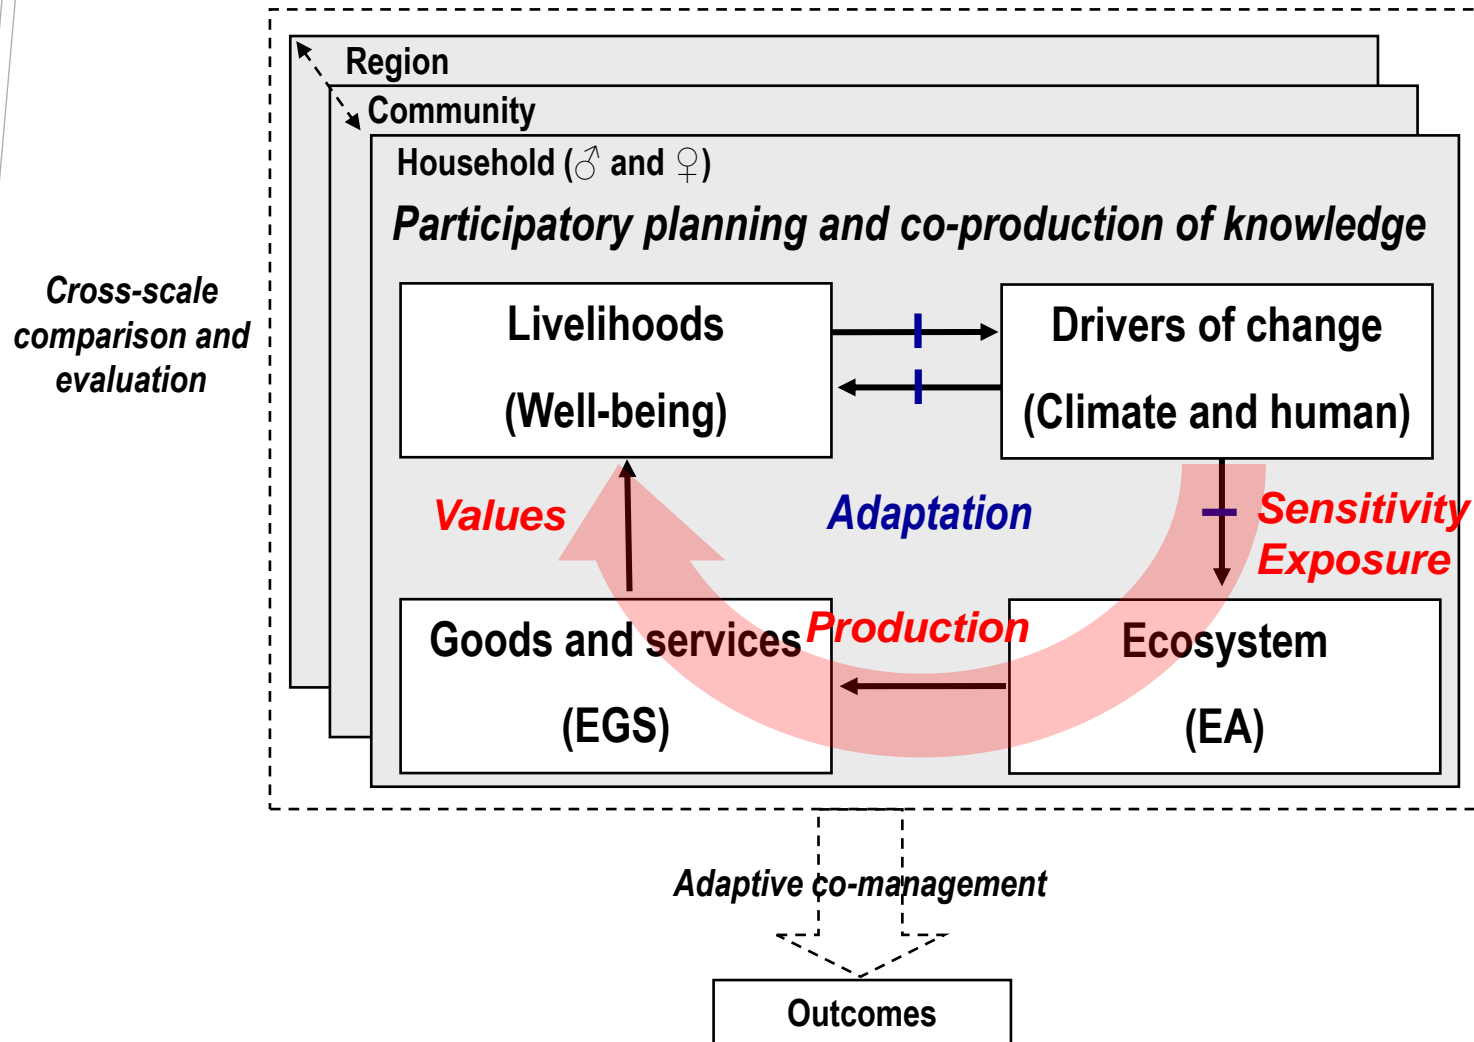 Region
Community
Household (♂ and ♀)
Participatory planning and co-production of knowledge
Cross-scale
comparison and
evaluation
Livelihoods
(Well-being)
Drivers of change
(Climate and human)
Values
Adaptation
Sensitivity
Exposure
Production
Goods and services
(EGS)
Ecosystem
(EA)
Adaptive co-management
Outcomes